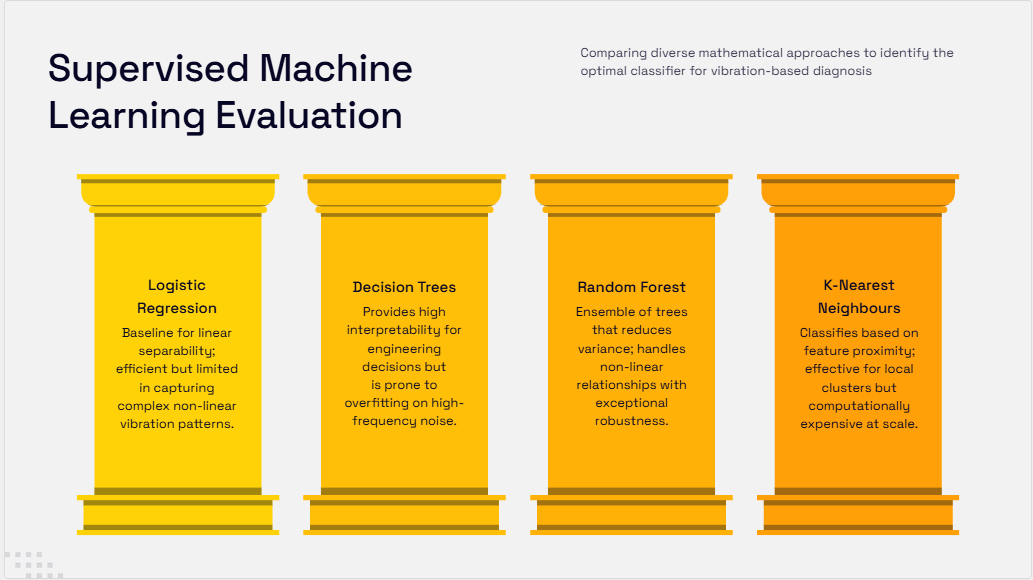 Supervised Machine
Learning Evaluation
Comparing diverse mathematical approaches to identify the
optimal classifier for vibration-based diagnosis
Logistic
Regression
Baseline for linear
separability;
efficient but limited
in capturing
complex non-linear
vibration patterns.
Decision Trees
Provides high
interpretability for
engineering
decisions but
is prone to
overfitting on high-
frequency noise.
Random Forest
Ensemble of trees
that reduces
variance; handles
non-linear
relationships with
exceptional
robustness.
K-Nearest
Neighbours
Classifies based on
feature proximity;
effective for local
clusters but
computationally
expensive at scale.